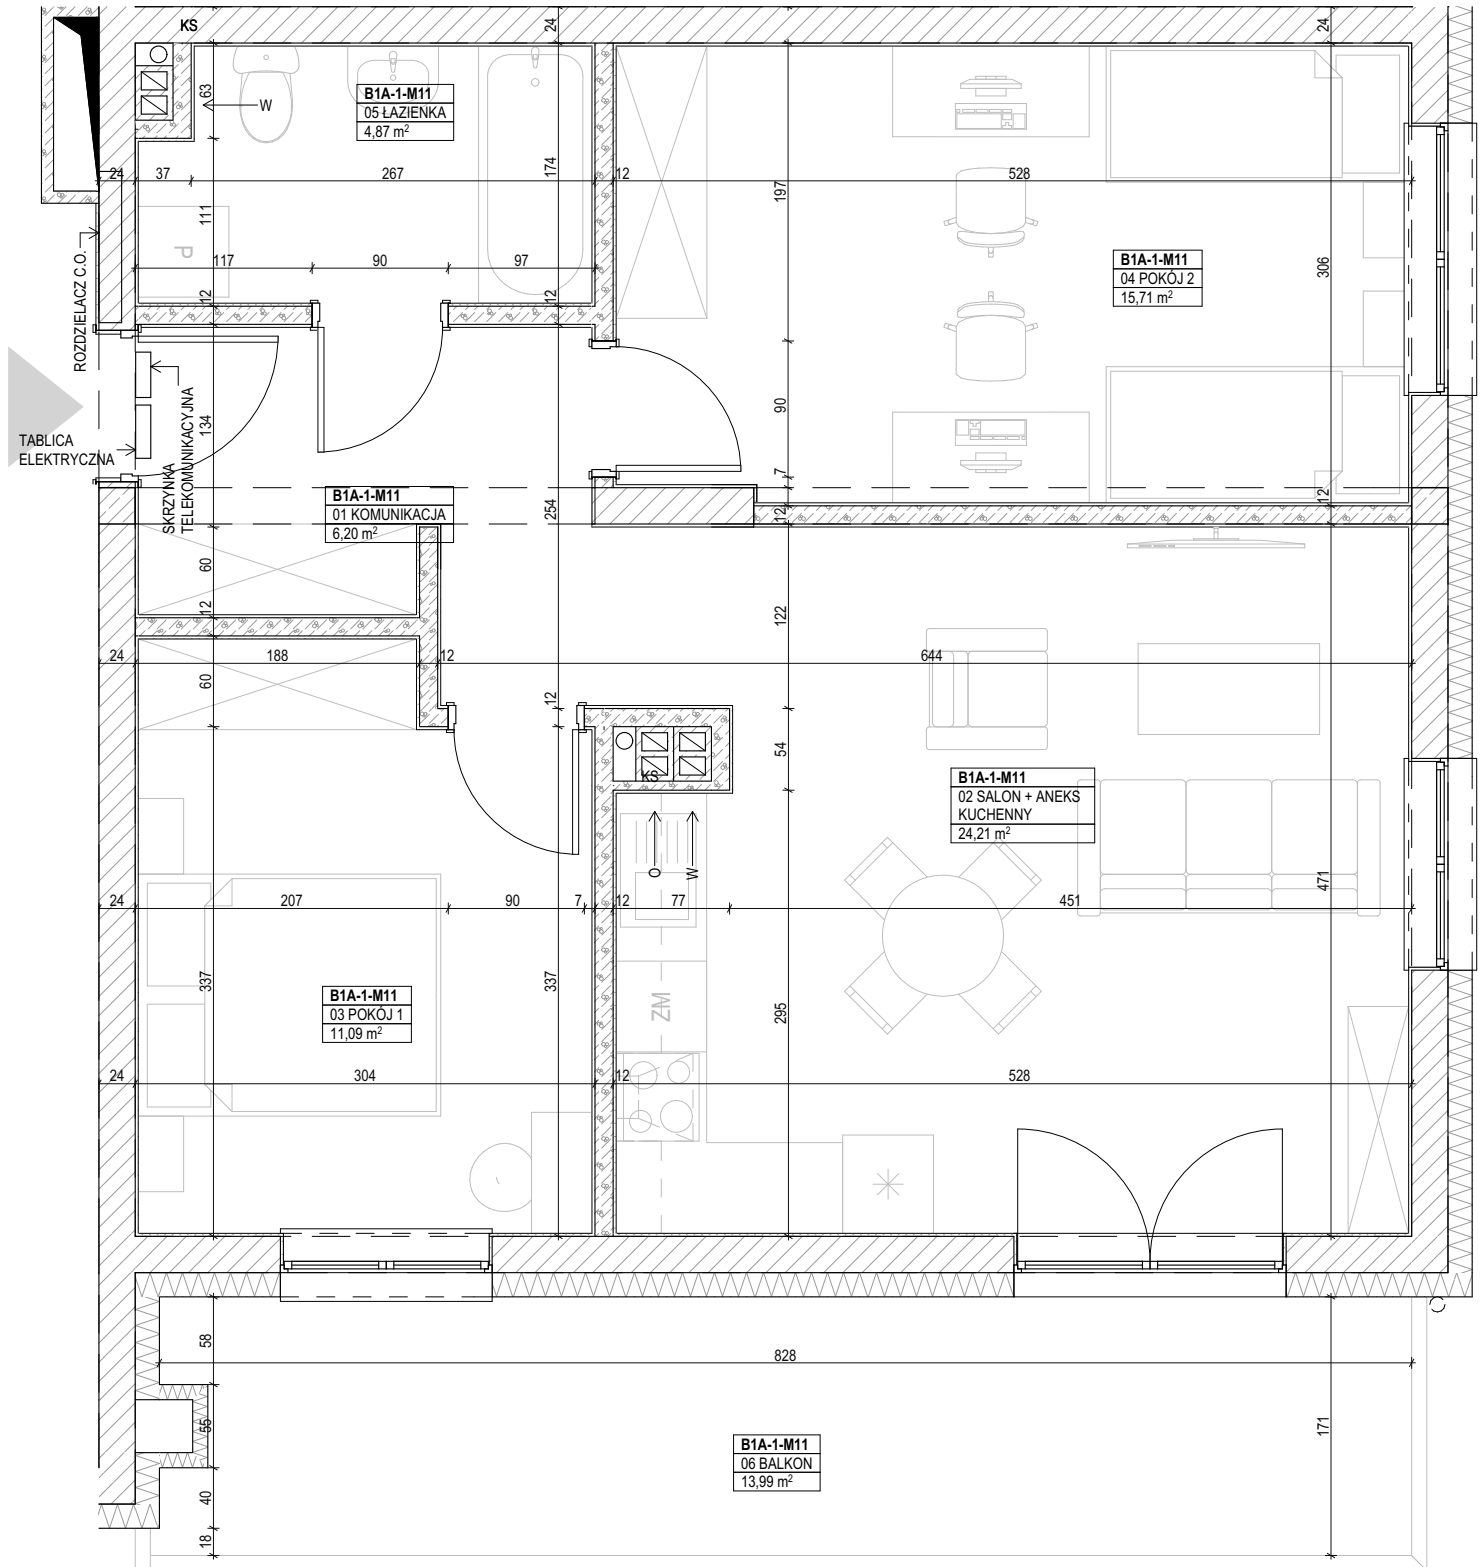 KS
24
24
63
W
B1A-1-M11
05 ŁAZIENKA
4,87 m²
24
37
267
174
12
528
197
111
P
117
90
97
12
12
306
B1A-1-M11
04 POKÓJ 2
15,71 m²
ROZDZIELACZ C.O.
TABLICA
ELEKTRYCZNA
SKRZYNKA
TELEKOMUNIKACYJNA
134
90
7
12
12
B1A-1-M11
01 KOMUNIKACJA
6,20 m²
254
60
12
122
24
188
12
644
60
12
54
KS
B1A-1-M11
02 SALON + ANEKS
KUCHENNY
24,21 m²
O
W
24
207
90
7
12
77
451
471
337
337
295
ZM
B1A-1-M11
03 POKÓJ 1
11,09 m²
24
304
12
528
58
828
55
171
B1A-1-M11
06 BALKON
13,99 m²
40
18